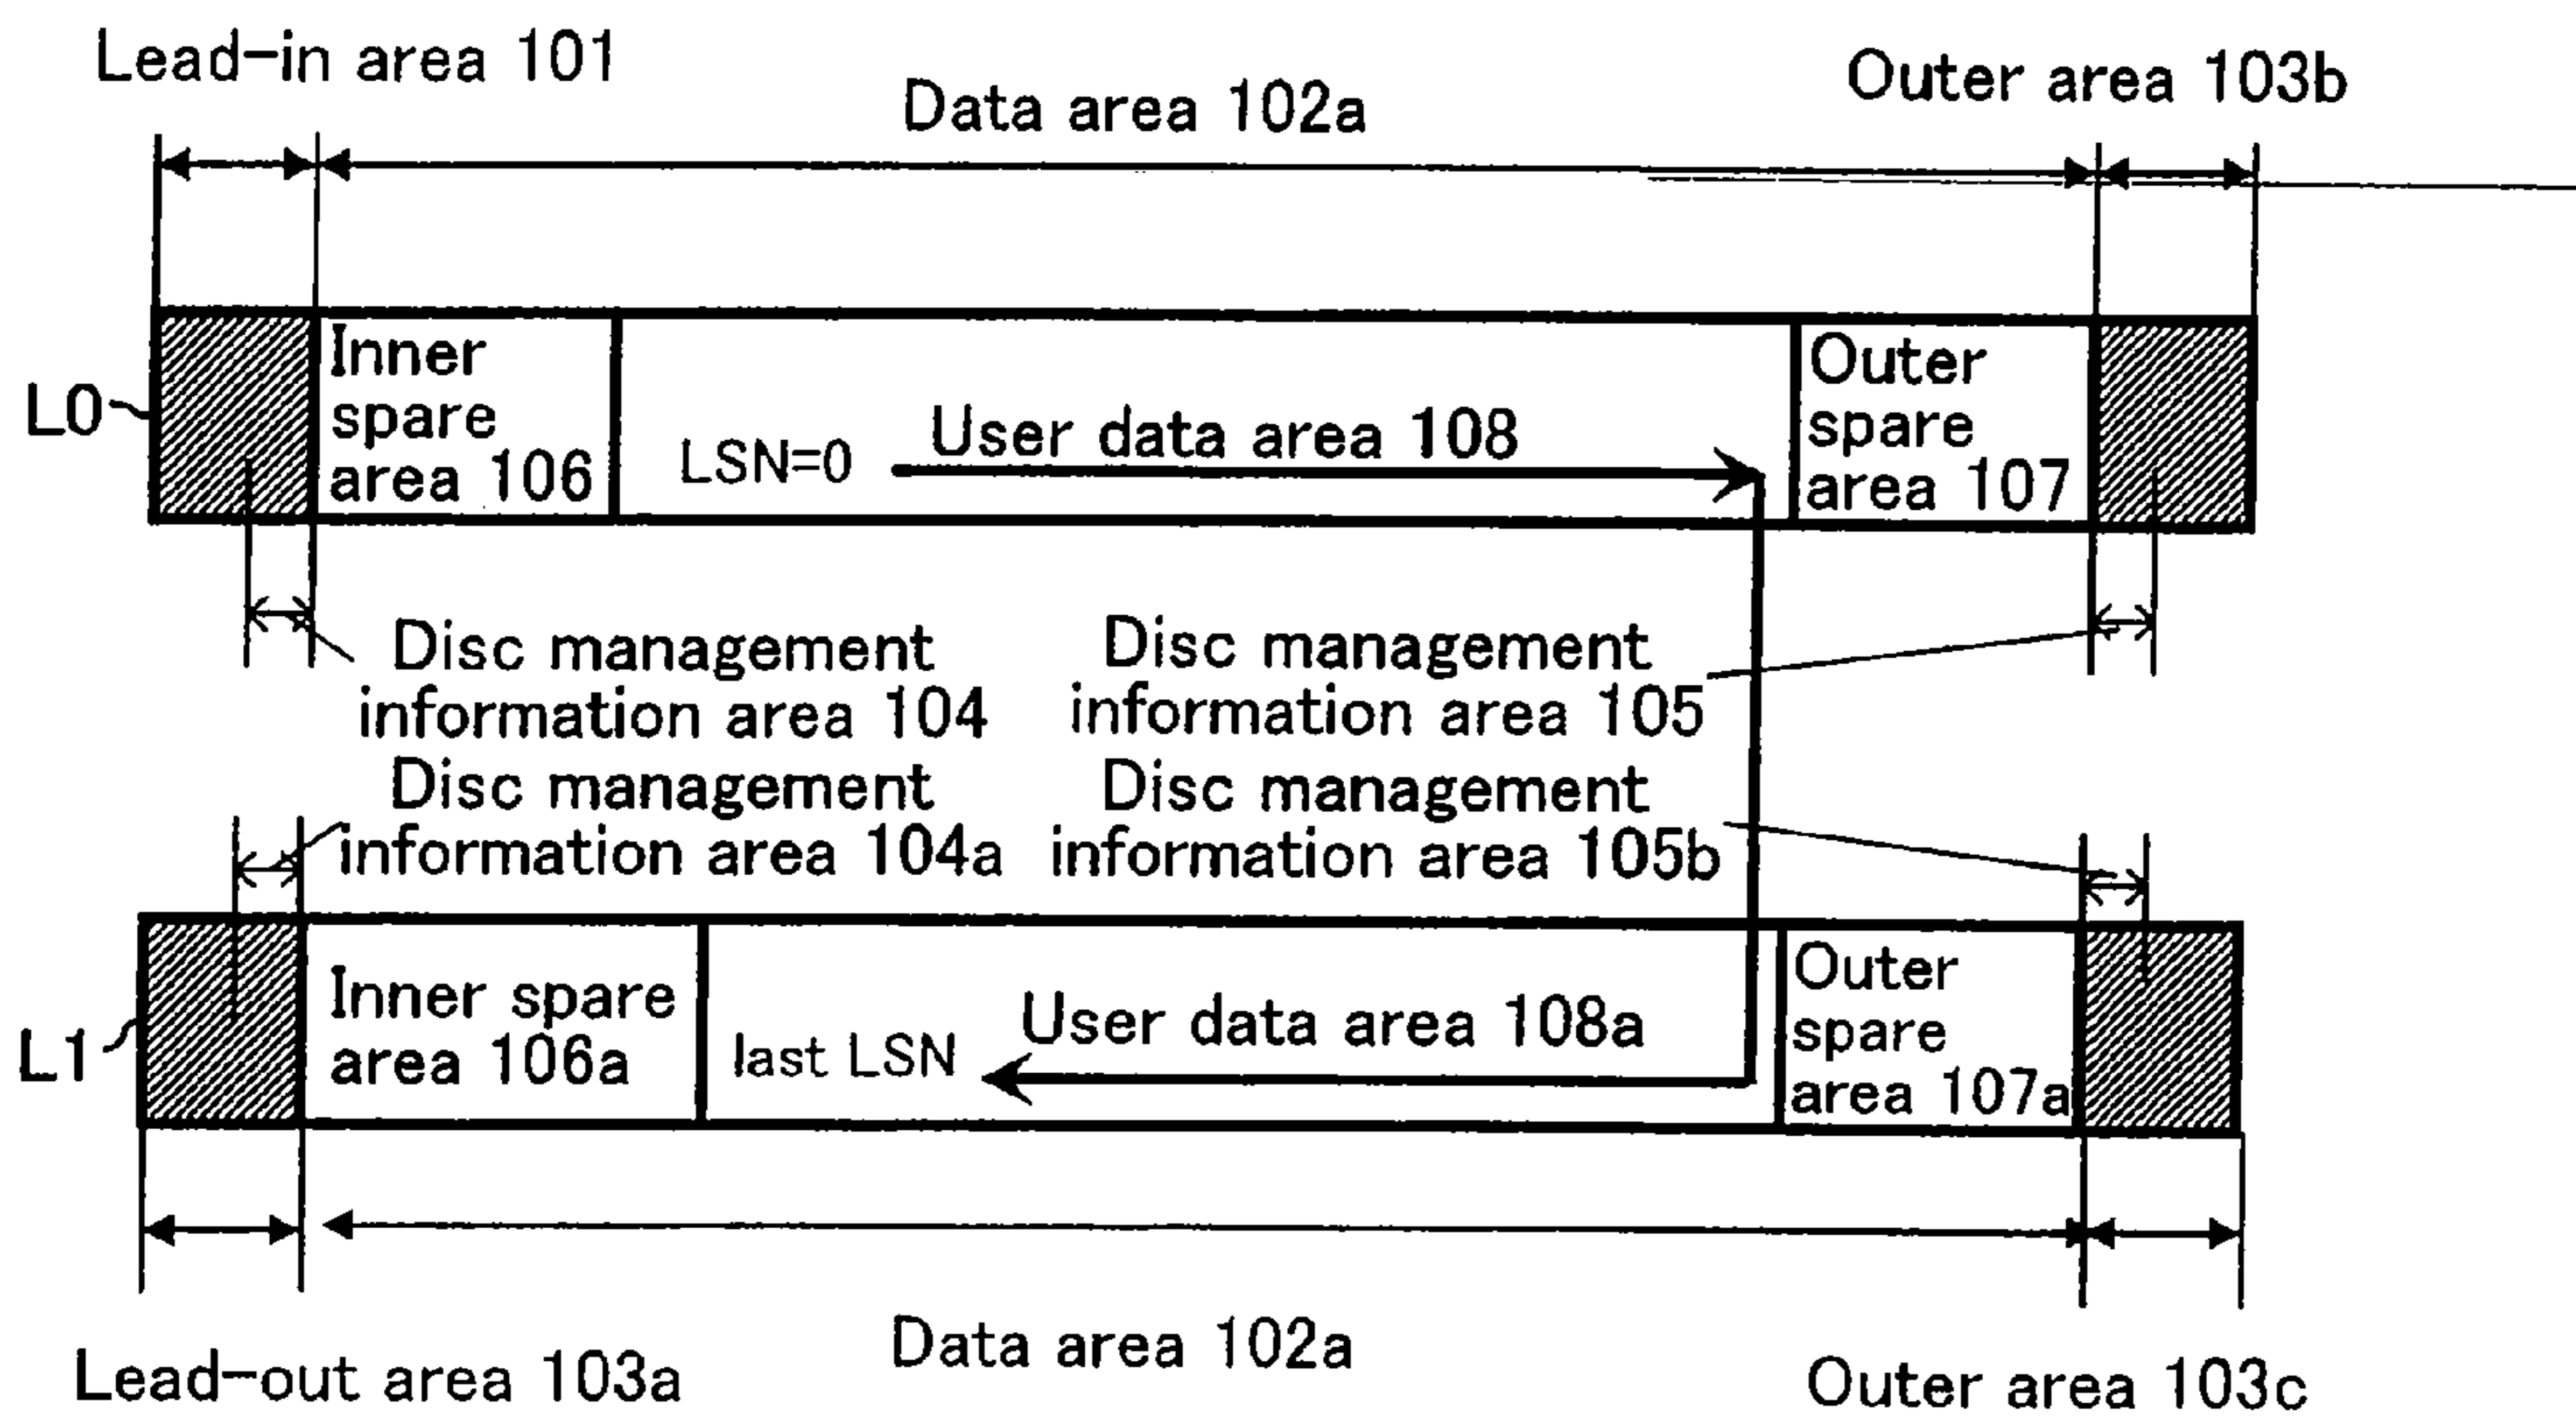 Lead-in area 101
Data area 102a
Outer area 103b
L0
Inner
spare
area 106
LSN=0
User data area 108
Outer
spare
area 107
Disc management
information area 104
Disc management
information area 105
Disc management
information area 104a
Disc management
information area 105b
L1
Inner spare
area 106a
last LSN
User data area 108a
Outer
spare
area 107a
Lead-out area 103a
Data area 102a
Outer area 103c